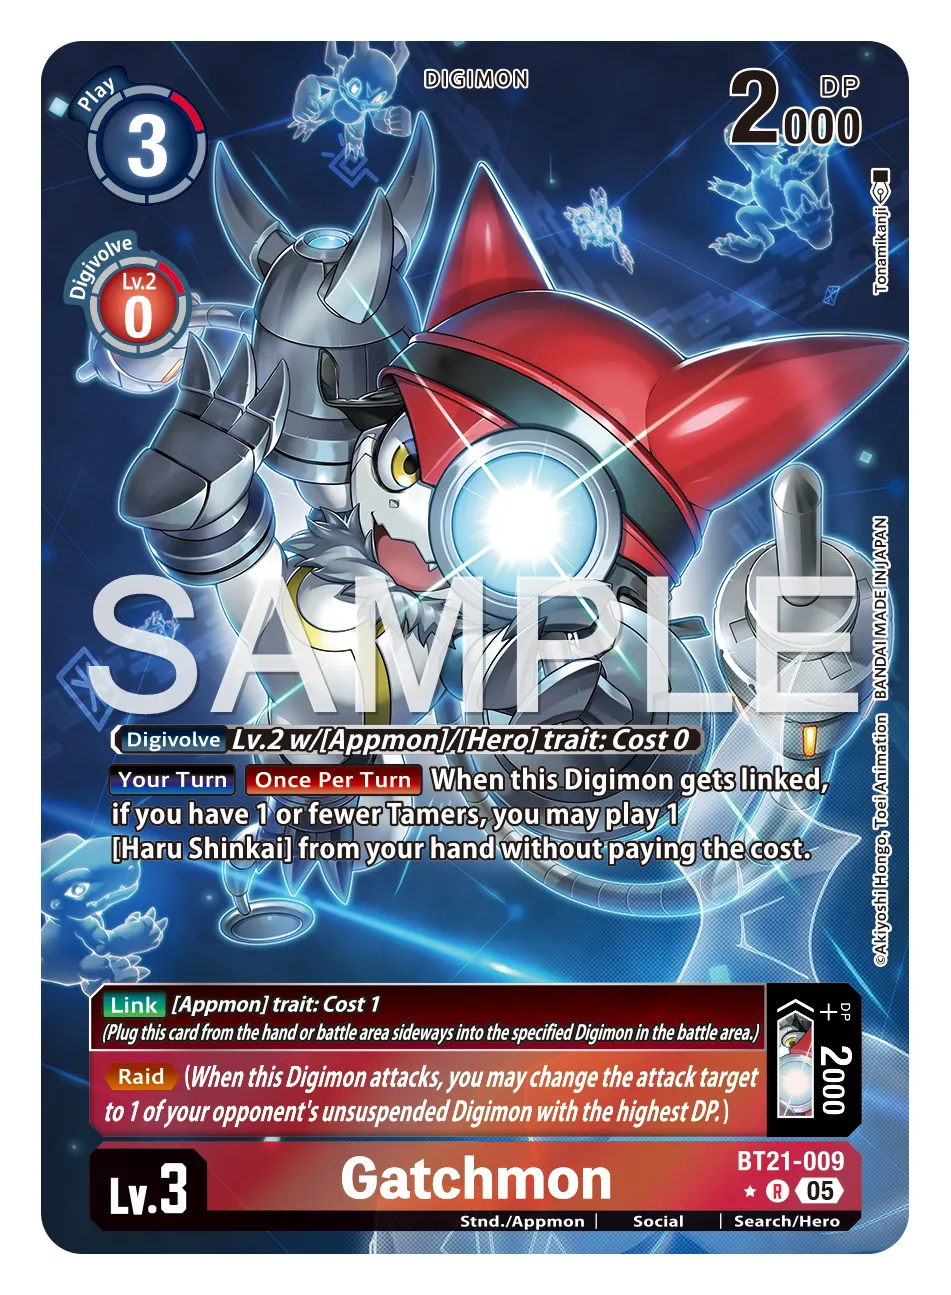 DIGIMON
Play
3
2000
DP
Digivolve
Lv.2
0
Tonamikanji
SAMPLE
Digivolve Lv.2 w/[Appmon]/[Hero] trait: Cost 0
Your Turn Once Per Turn When this Digimon gets linked,
if you have 1 or fewer Tamers, you may play 1
[Haru Shinkai] from your hand without paying the cost.
©Akiyoshi Hongo, Toei Animation BANDAI MADE IN JAPAN
Link [Appmon] trait: Cost 1
(Plug this card from the hand or battle area sideways into the specified Digimon in the battle area.)
Raid (When this Digimon attacks, you may change the attack target
to 1 of your opponent's unsuspended Digimon with the highest DP.)
DP
+2000
Lv.3
Gatchmon
BT21-009
R 05
Stnd./Appmon | Social | Search/Hero